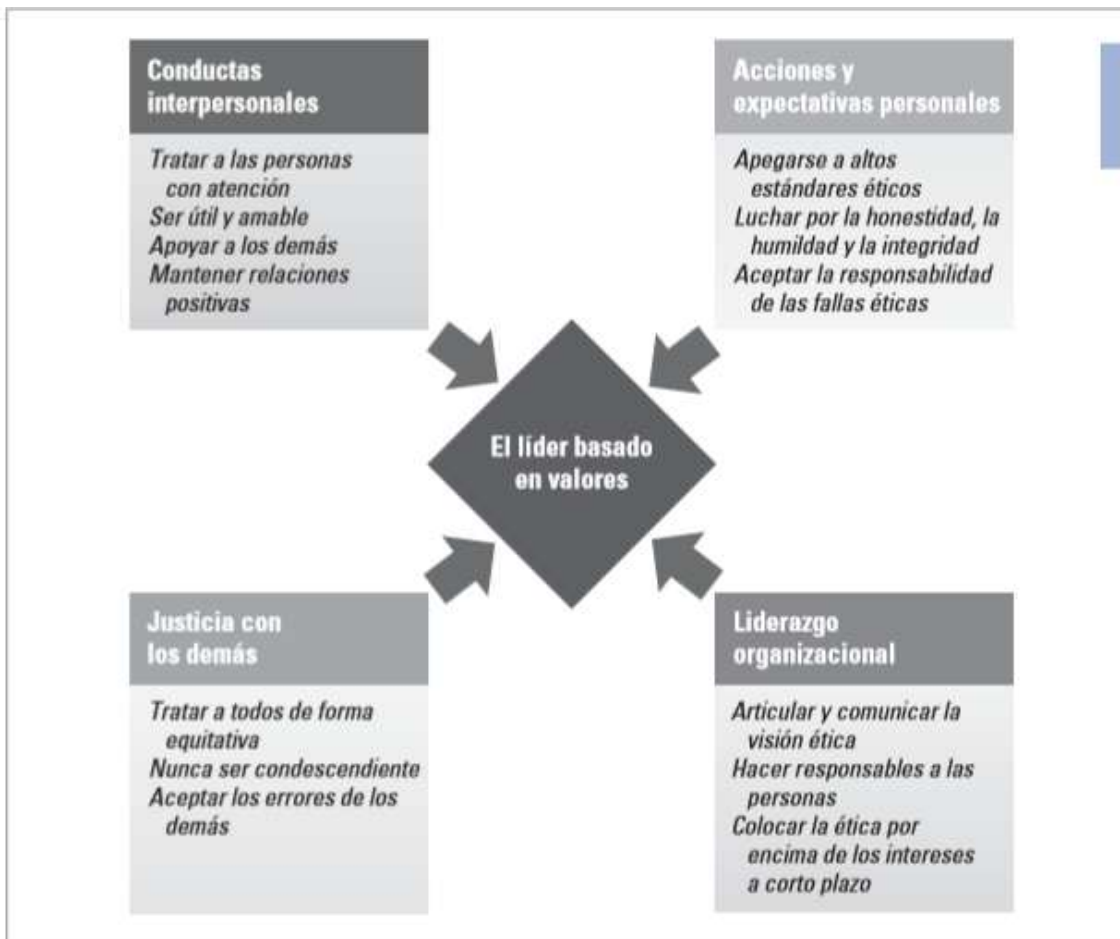 Conductas
interpersonales
Tratar a las personas
con atención
Ser útil y amable
Apoyar a los demás
Mantener relaciones
positivas
Acciones y
expectativas personales
Apegarse a altos
estándares éticos
Luchar por la honestidad, la
humildad y la integridad
Aceptar la responsabilidad
de las fallas éticas
El líder basado
en valores
Justicia con
los demás
Tratar a todos de forma
equitativa
Nunca ser condescendiente
Aceptar los errores de los
demás
Liderazgo
organizacional
Articular y comunicar la
visión ética
Hacer responsables a las
personas
Colocar la ética por
encima de los intereses
a corto plazo